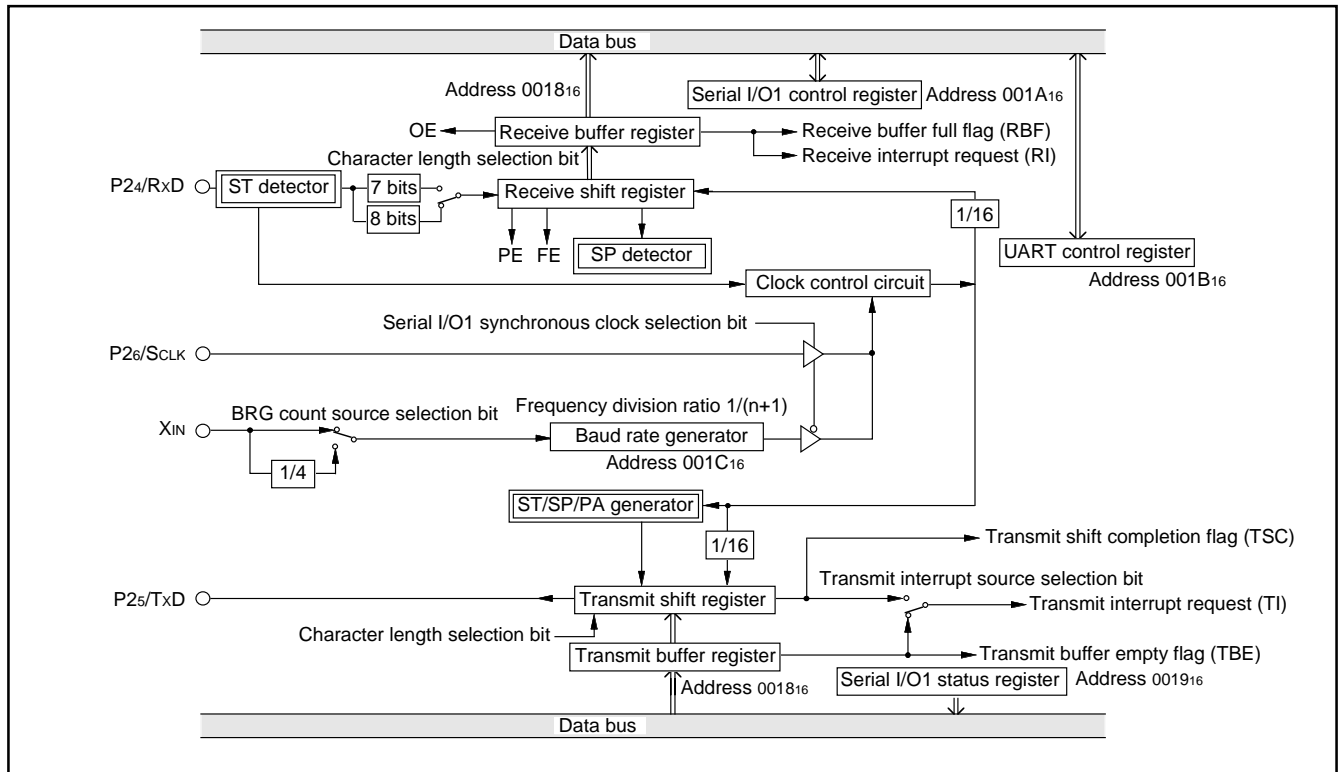 Data bus
Address 0018₁₆
Serial I/O1 control register Address 001A₁₆
OE Receive buffer register Receive buffer full flag (RBF)
Character length selection bit Receive interrupt request (RI)
P2₄/RxD ST detector 7 bits Receive shift register
8 bits 1/16
PE FE SP detector UART control register
Clock control circuit Address 001B₁₆
Serial I/O1 synchronous clock selection bit
P2₆/SCLK
BRG count source selection bit Frequency division ratio 1/(n+1)
XIN Baud rate generator
1/4 Address 001C₁₆
ST/SP/PA generator
1/16 Transmit shift completion flag (TSC)
Transmit interrupt source selection bit
P2₅/TxD Transmit shift register Transmit interrupt request (TI)
Character length selection bit
Transmit buffer register Transmit buffer empty flag (TBE)
Address 0018₁₆ Serial I/O1 status register Address 0019₁₆
Data bus